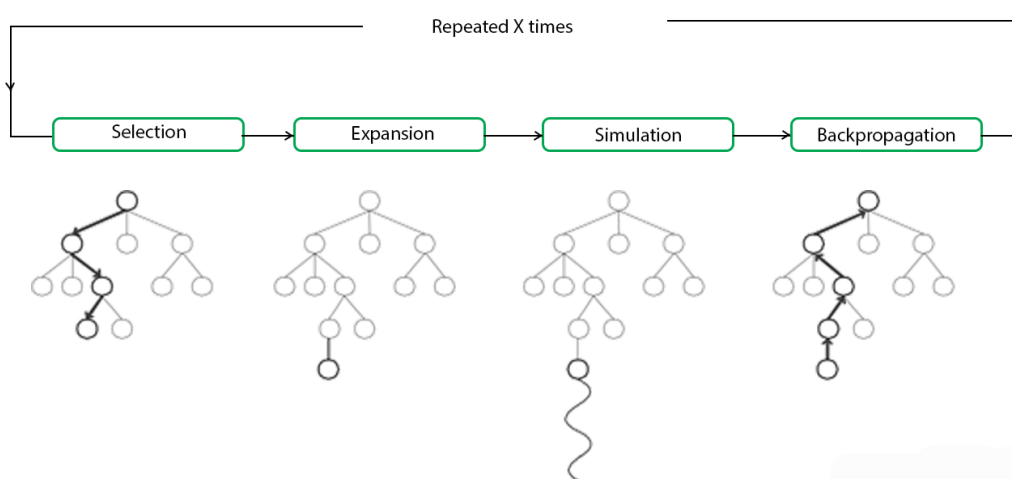 Repeated X times
Selection
Expansion
Simulation
Backpropagation